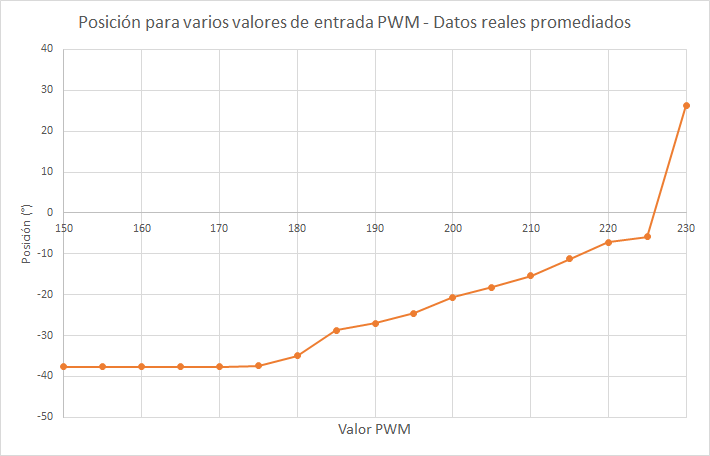 Posición para varios valores de entrada PWM - Datos reales promediados
40
30
20
10
0
150 160 170 180 190 200 210 220 230
-10
-20
-30
-40
-50
Posición (°)
Valor PWM